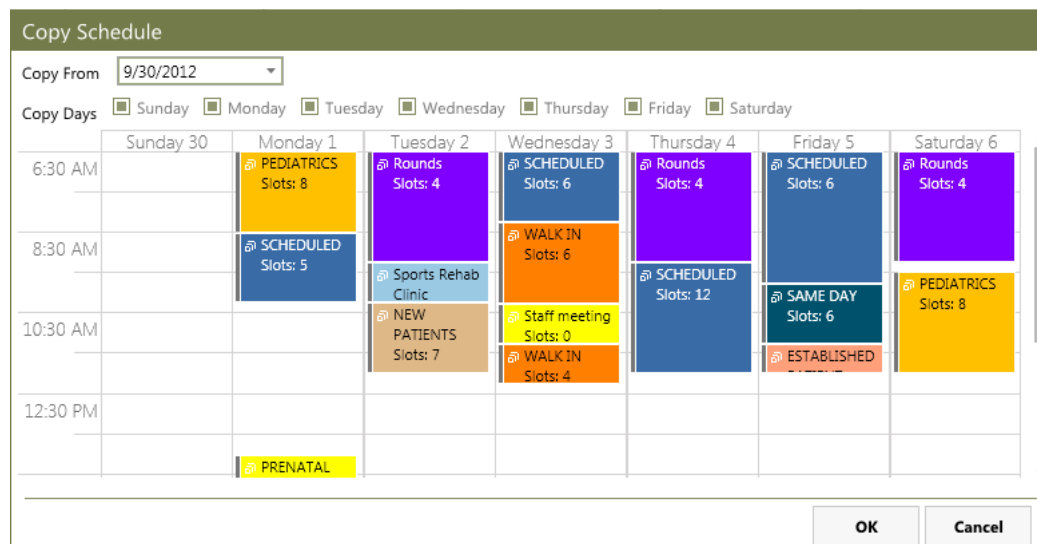 Copy Schedule
Copy From 9/30/2012
Copy Days Sunday Monday Tuesday Wednesday Thursday Friday Saturday
Sunday 30 Monday 1 Tuesday 2 Wednesday 3 Thursday 4 Friday 5 Saturday 6
6:30 AM
8:30 AM
10:30 AM
12:30 PM
PEDIATRICS
Slots: 8
SCHEDULED
Slots: 5
PRENATAL
Rounds
Slots: 4
Sports Rehab
Clinic
NEW
PATIENTS
Slots: 7
SCHEDULED
Slots: 6
WALK IN
Slots: 6
Staff meeting
Slots: 0
WALK IN
Slots: 4
Rounds
Slots: 4
SCHEDULED
Slots: 12
SCHEDULED
Slots: 6
SAME DAY
Slots: 6
ESTABLISHED
Rounds
Slots: 4
PEDIATRICS
Slots: 8
OK Cancel